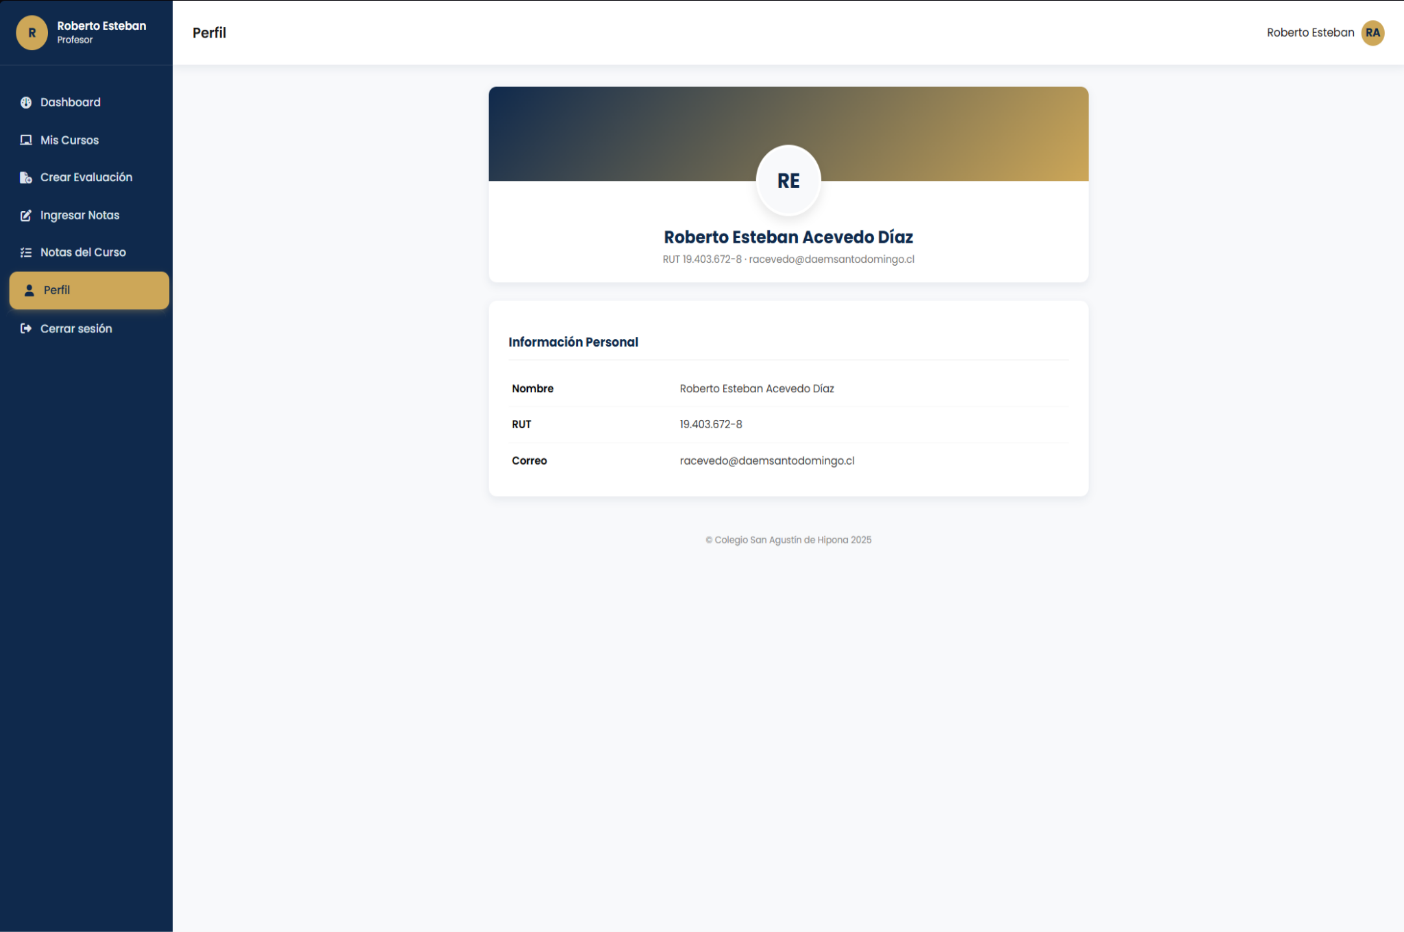 R
Roberto Esteban
Profesor
Dashboard
Mis Cursos
Crear Evaluación
Ingresar Notas
Notas del Curso
Perfil
Cerrar sesión
Perfil
Roberto Esteban RA
RE
Roberto Esteban Acevedo Díaz
RUT 19.403.672-8 · racevedo@daemsantodomingo.cl
Información Personal
Nombre Roberto Esteban Acevedo Díaz
RUT 19.403.672-8
Correo racevedo@daemsantodomingo.cl
© Colegio San Agustín de Hipona 2025